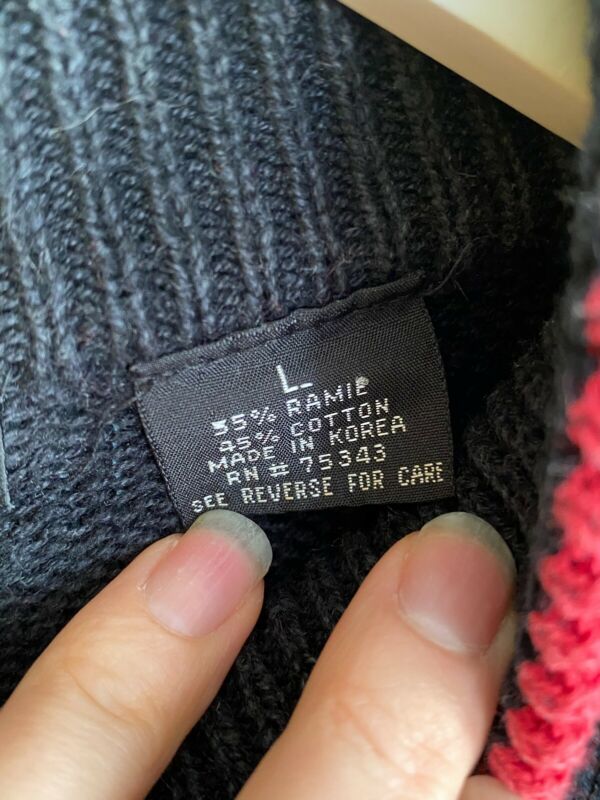 L
55% RAMIE
45% COTTON
MADE IN KOREA
RN # 75343
SEE REVERSE FOR CARE